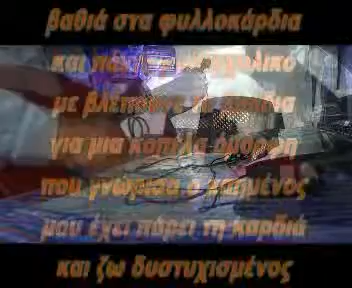 βαθιά στα φυλλοκάρδια
και
με βλέπουνε τα
για μια κοπέλα όμορφη
που γνώρισα ο καημένος
μου έχει πάρει τη καρδιά
και ζω δυστυχισμένος